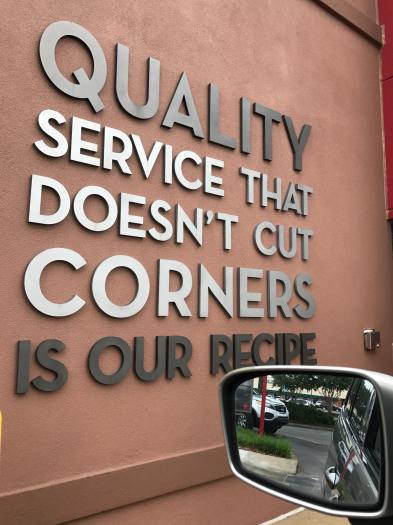 QUALITY
SERVICE THAT
DOESN'T CUT
CORNERS
IS OUR RECIPE